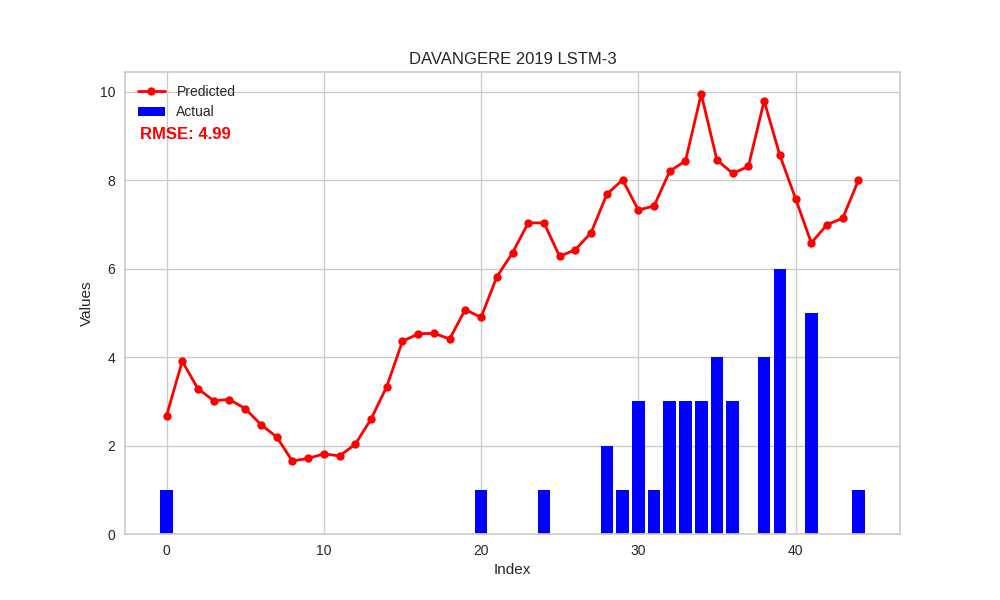 DAVANGERE 2019 LSTM-3
Predicted
Actual
RMSE: 4.99
10
8
6
4
2
0
Values
0 10 20 30 40
Index